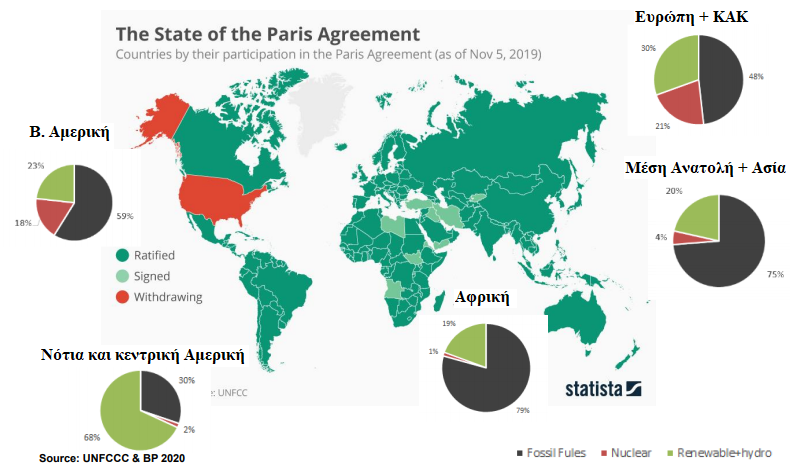 The State of the Paris Agreement
Countries by their participation in the Paris Agreement (as of Nov 5, 2019)
Ευρώπη + ΚΑΚ
30%
48%
21%
Β. Αμερική
23%
18%
59%
Μέση Ανατολή + Ασία
20%
4%
75%
Ratified
Signed
Withdrawing
Αφρική
19%
1%
79%
Νότια και κεντρική Αμερική
30%
2%
68%
: UNFCC
statista
Source: UNFCCC & BP 2020
Fossil Fules
Nuclear
Renewable+hydro